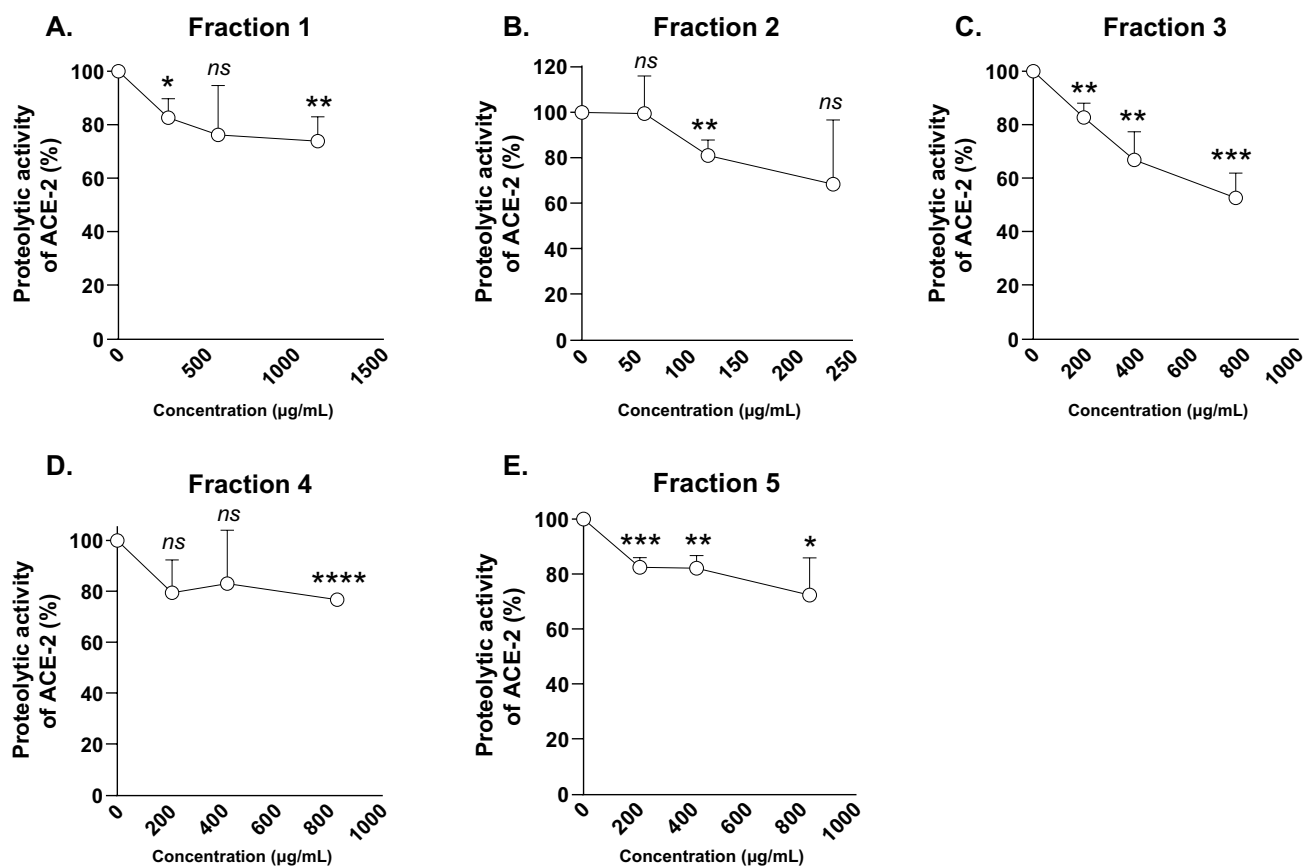 A.
Fraction 1
Proteolytic activity
of ACE-2 (%)
100
80
60
40
20
0
*
ns
**
0
500
1000
1500
Concentration (µg/mL)
B.
Fraction 2
Proteolytic activity
of ACE-2 (%)
120
100
80
60
40
20
0
ns
**
ns
0
50
100
150
200
250
Concentration (µg/mL)
C.
Fraction 3
Proteolytic activity
of ACE-2 (%)
100
80
60
40
20
0
**
**
***
0
200
400
600
800
1000
Concentration (µg/mL)
D.
Fraction 4
Proteolytic activity
of ACE-2 (%)
100
80
60
40
20
0
ns
ns
****
0
200
400
600
800
1000
Concentration (µg/mL)
E.
Fraction 5
Proteolytic activity
of ACE-2 (%)
100
80
60
40
20
0
***
**
*
0
200
400
600
800
1000
Concentration (µg/mL)